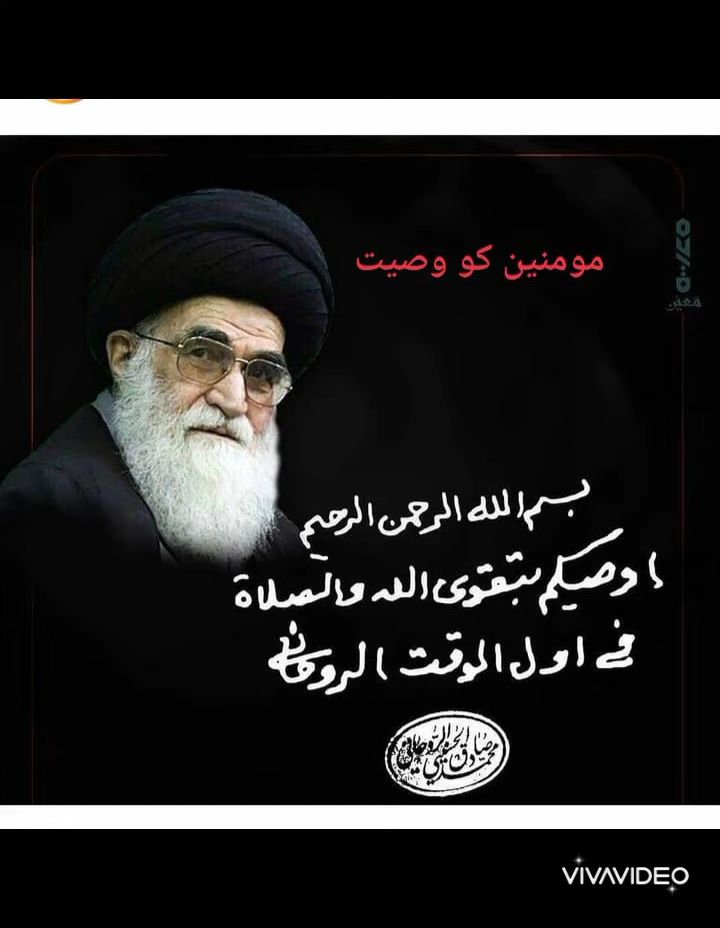 مومنین کو وصیت
معین
بسم الله الرحمن الرحيم
اوصيكم بتقوى الله والصلاة
في اول الوقت الروحاني
محمد صادق الحسيني الروحاني
VIVAVIDEO